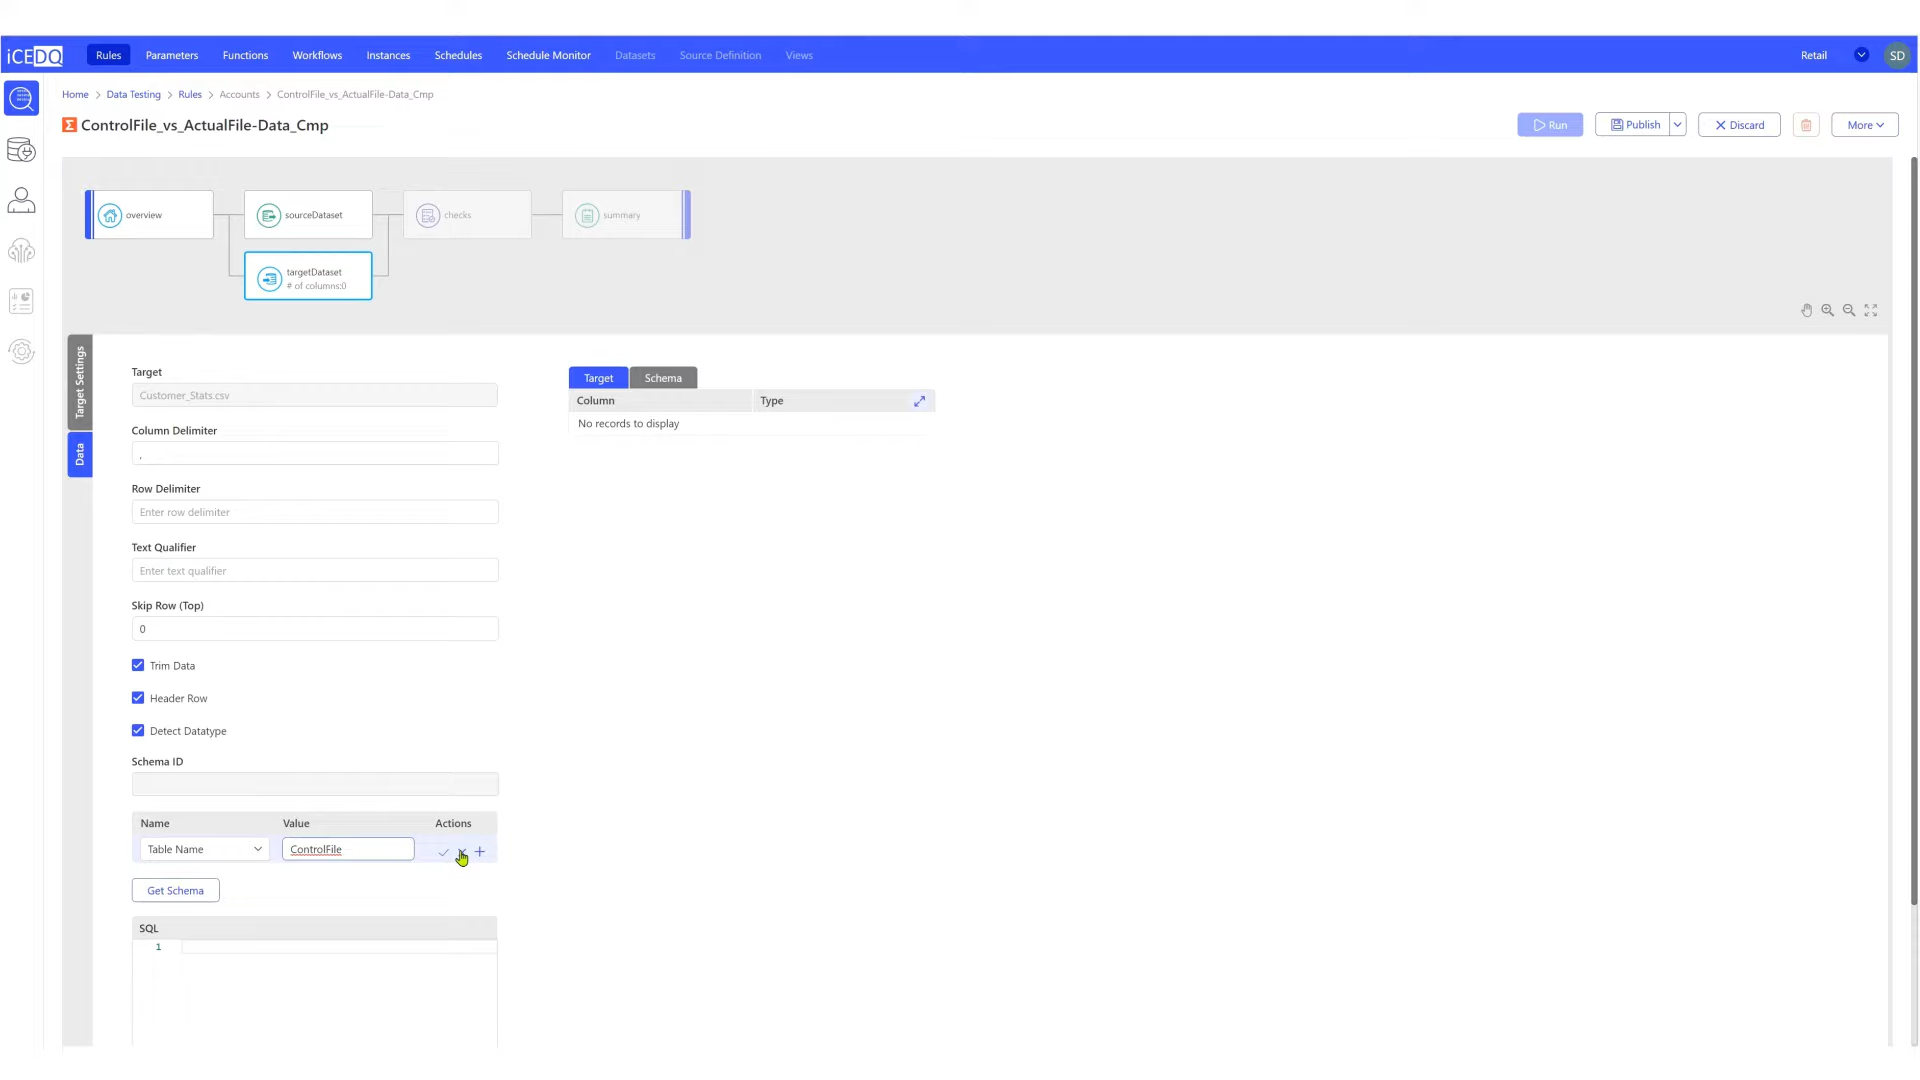 iCEDQ Rules Parameters Functions Workflows Instances Schedules Schedule Monitor Datasets Source Definition Views Retail SD
Home > Data Testing > Rules > Accounts > ControlFile_vs_ActualFile-Data_Cmp
Σ ControlFile_vs_ActualFile-Data_Cmp Run Publish Discard More
overview sourceDataset checks summary
targetDataset
# of columns:0
Target Settings
Data
Target
Customer_Stats.csv
Column Delimiter
,
Row Delimiter
Enter row delimiter
Text Qualifier
Enter text qualifier
Skip Row (Top)
0
Trim Data
Header Row
Detect Datatype
Schema ID
Name Value Actions
Table Name ControlFile
Get Schema
SQL
1
Target Schema
Column Type
No records to display